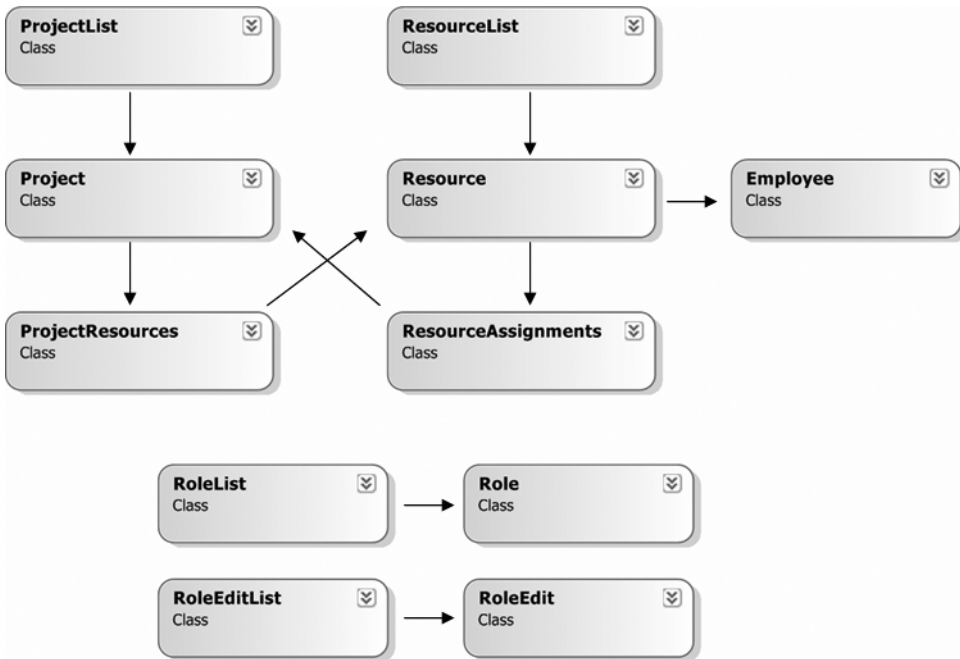 ProjectList
Class
ResourceList
Class
Project
Class
Resource
Class
Employee
Class
ProjectResources
Class
ResourceAssignments
Class
RoleList
Class
Role
Class
RoleEditList
Class
RoleEdit
Class